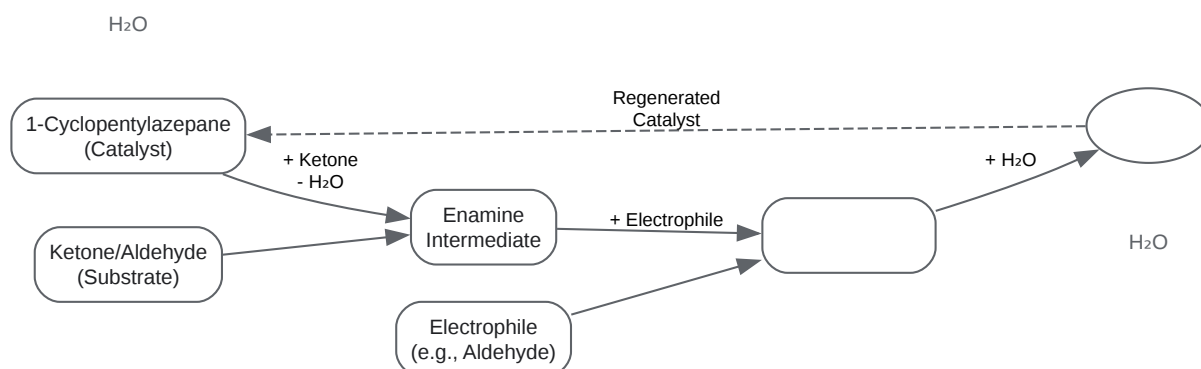 H₂O
Regenerated
Catalyst
1-Cyclopentylazepane
(Catalyst)
+ Ketone
- H₂O
+ H₂O
Enamine
Intermediate
+ Electrophile
Ketone/Aldehyde
(Substrate)
H₂O
Electrophile
(e.g., Aldehyde)